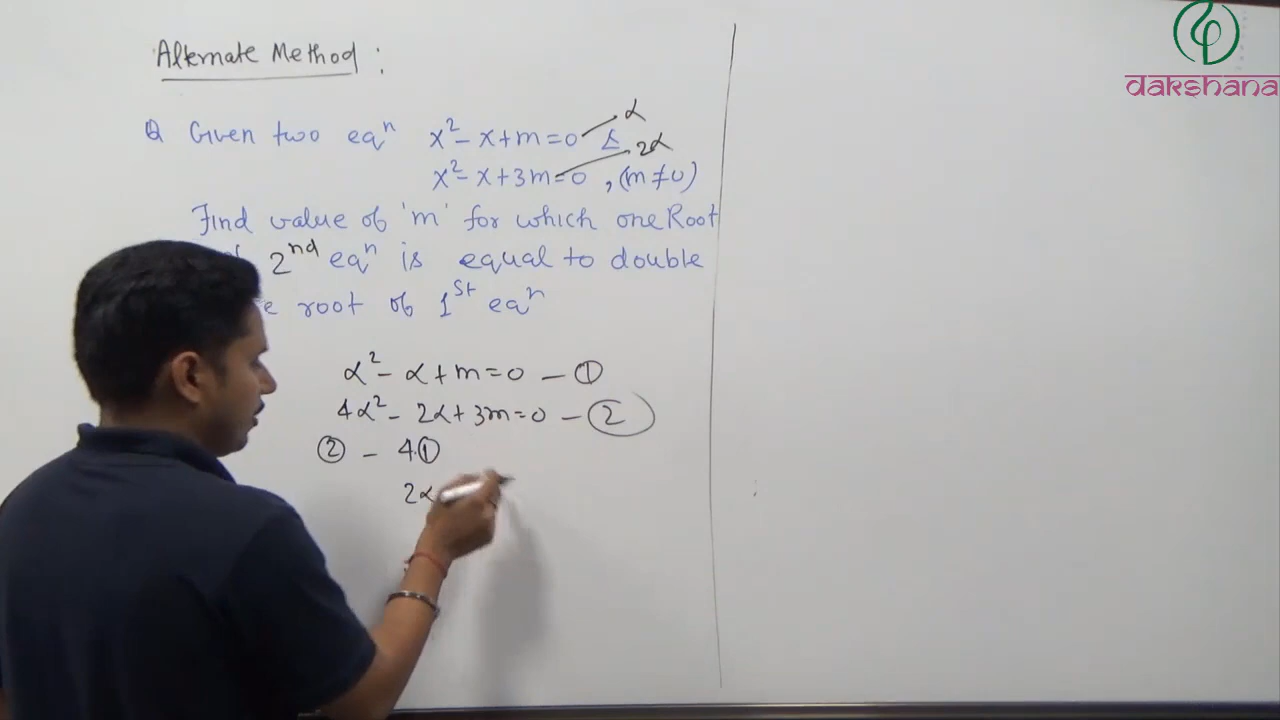 Alternate Method :
Q Given two eqⁿ x² - x + m = 0 & α
x² - x + 3m = 0 , (m ≠ 0) 2α
Find value of 'm' for which one Root
2nd eqⁿ is equal to double
root of 1st eqⁿ
α² - α + m = 0 — ①
4α² - 2α + 3m = 0 — ②
② - 4①
2α
dakshana